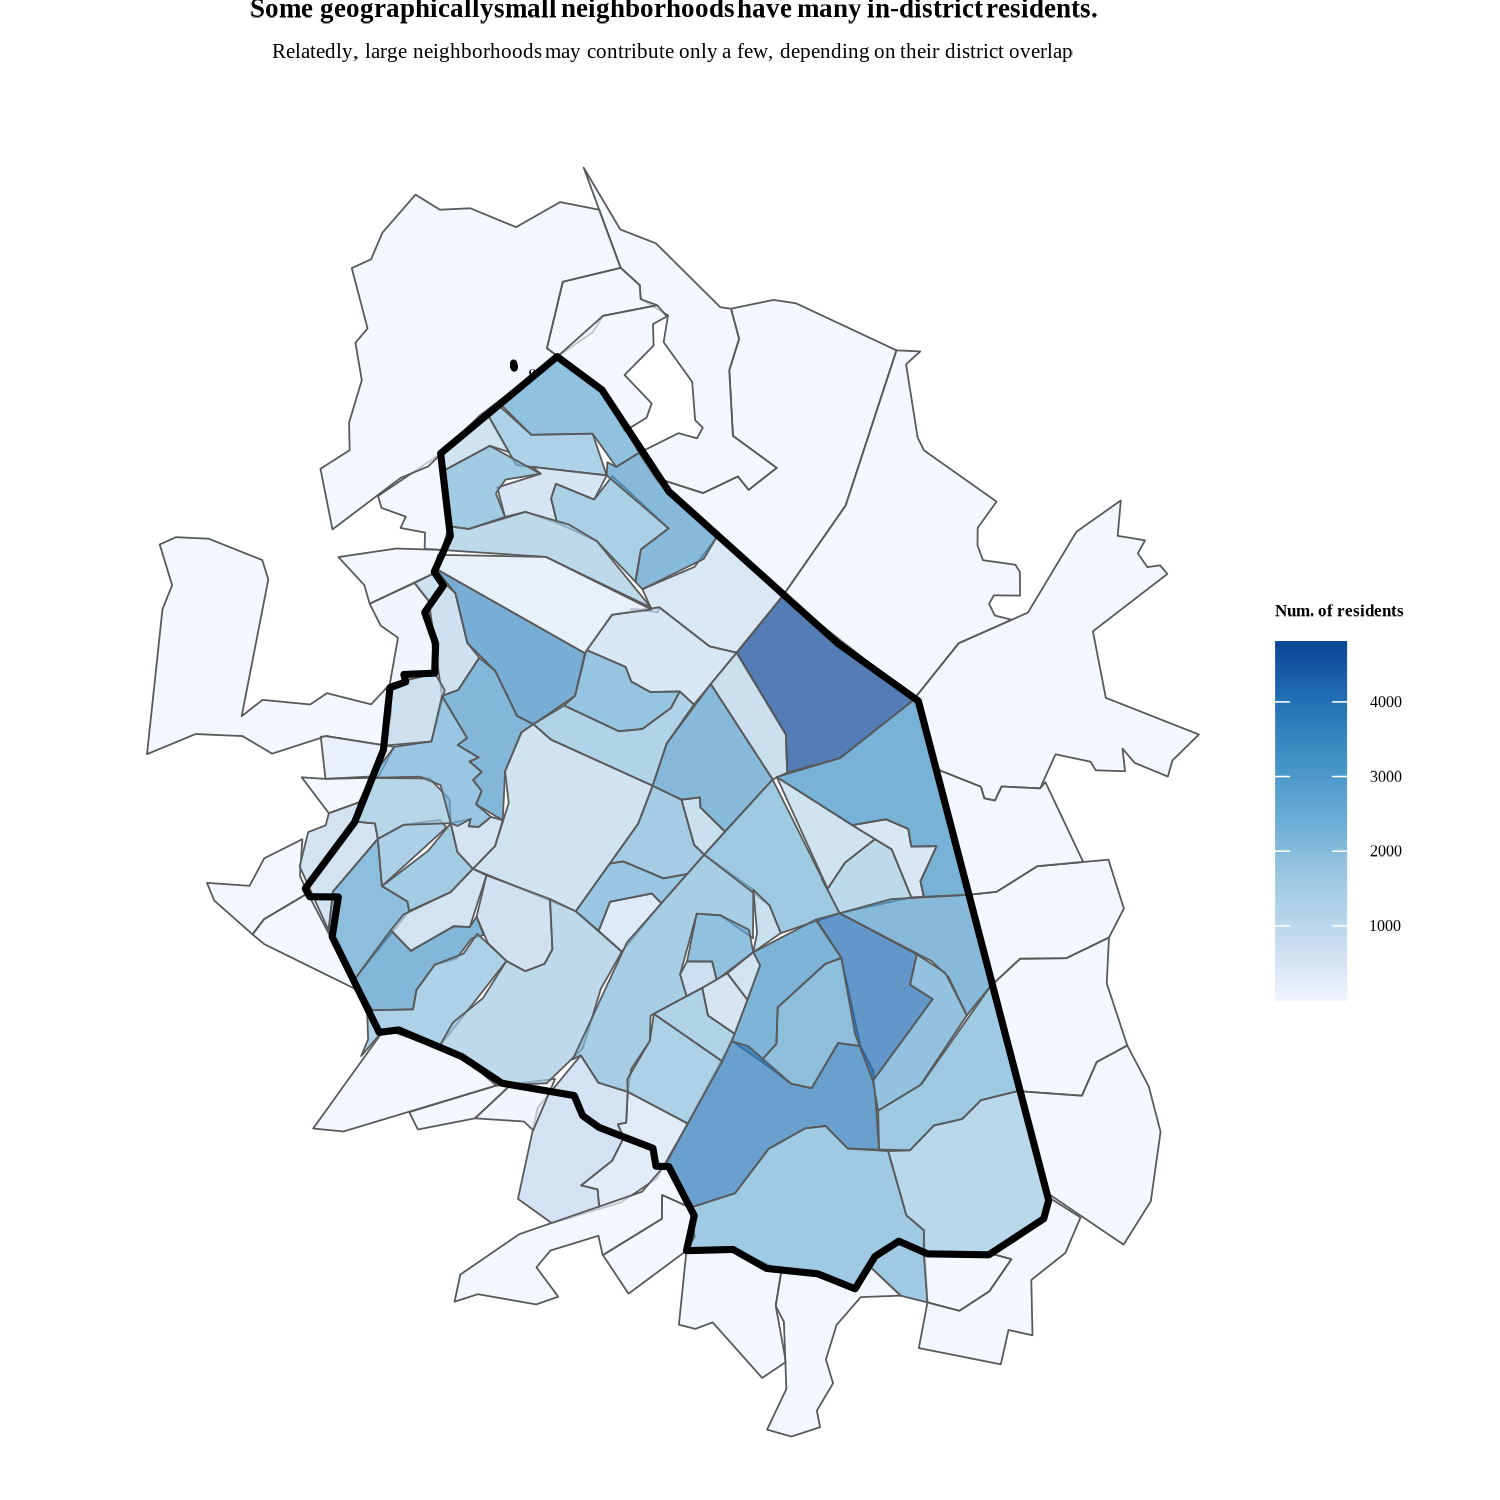 Some geographically small neighborhoods have many in-district residents.
Relatedly, large neighborhoods may contribute only a few, depending on their district overlap
Num. of residents
4000
3000
2000
1000